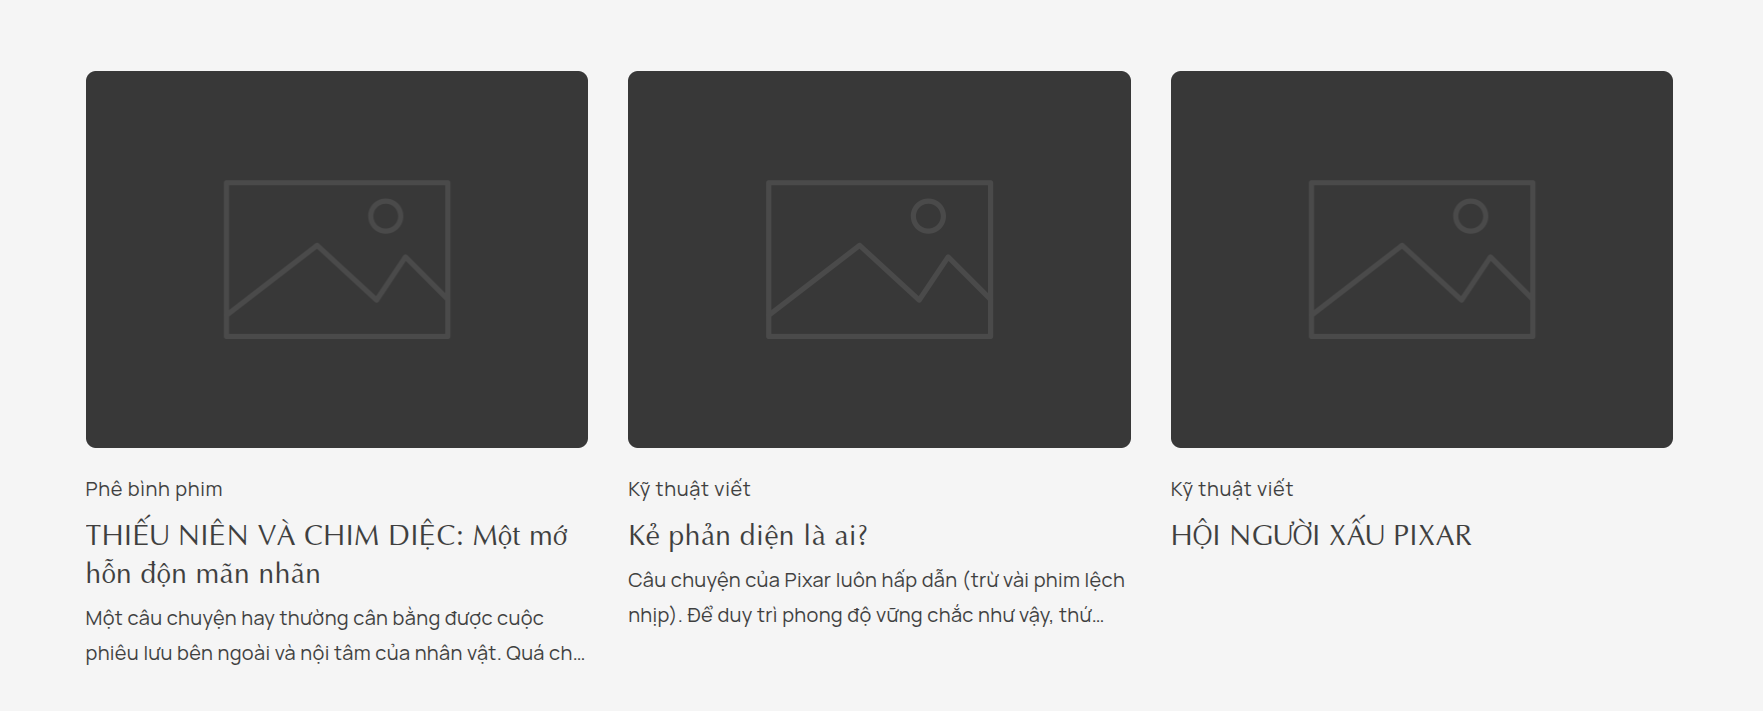 Phê bình phim
THIẾU NIÊN VÀ CHIM DIỆC: Một mớ
hỗn độn mãn nhãn
Một câu chuyện hay thường cân bằng được cuộc
phiêu lưu bên ngoài và nội tâm của nhân vật. Quá ch...
Kỹ thuật viết
Kẻ phản diện là ai?
Câu chuyện của Pixar luôn hấp dẫn (trừ vài phim lệch
nhịp). Để duy trì phong độ vững chắc như vậy, thứ...
Kỹ thuật viết
HỘI NGƯỜI XẤU PIXAR